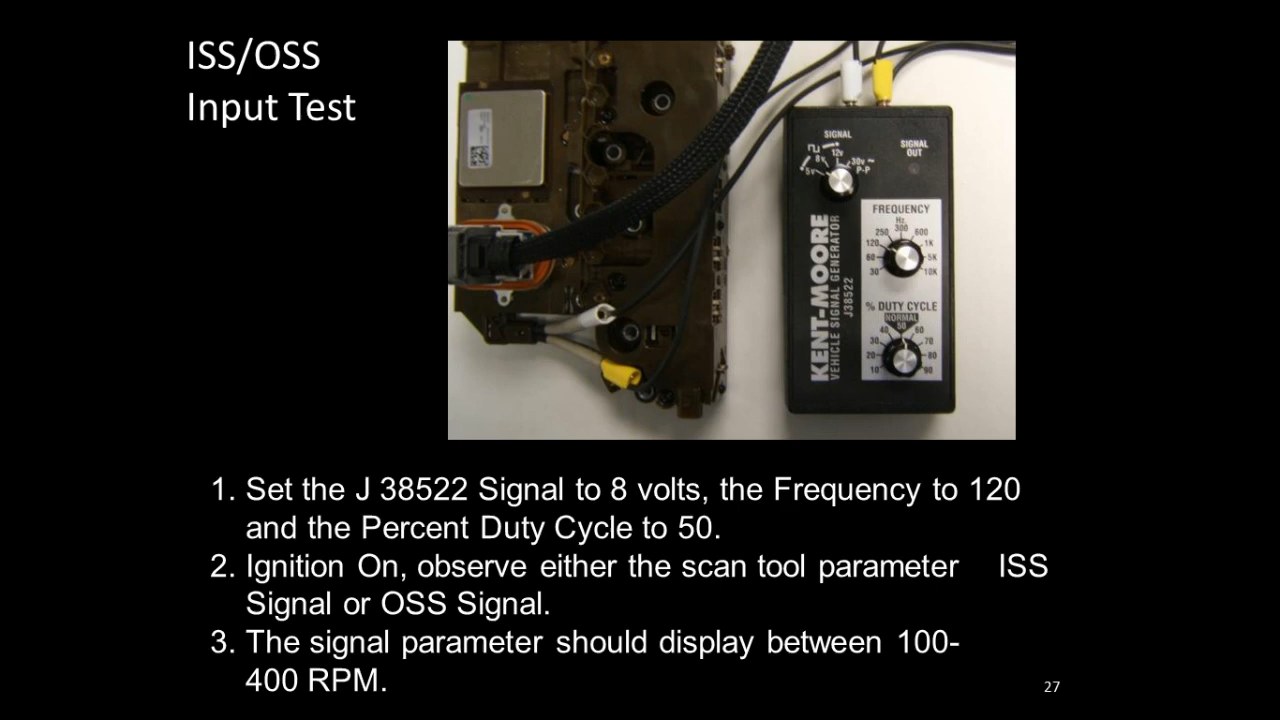 ISS/OSS
Input Test
SIGNAL
12v
8v
30v ~
5v
P-P
SIGNAL
OUT
FREQUENCY
Hz.
300
250
600
120
1K
60
5K
30
10K
% DUTY CYCLE
NORMAL
50
40
60
30
70
20
80
10
90
KENT-MOORE
VEHICLE SIGNAL GENERATOR
J38522
1. Set the J 38522 Signal to 8 volts, the Frequency to 120
and the Percent Duty Cycle to 50.
2. Ignition On, observe either the scan tool parameter ISS
Signal or OSS Signal.
3. The signal parameter should display between 100-
400 RPM.
27